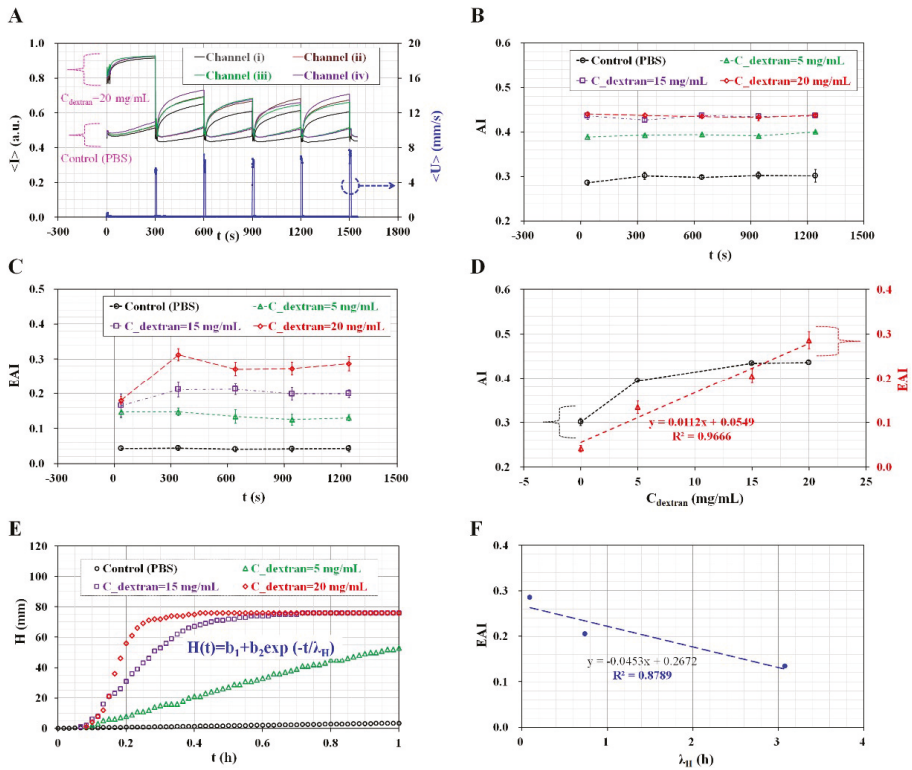 A
1.0
0.8
0.6
0.4
0.2
0.0
<I> (a.u.)
Channel (i)
Channel (ii)
Channel (iii)
Channel (iv)
C_dextran=20 mg/mL
Control (PBS)
20
16
12
8
4
0
<U> (mm/s)
-300
0
300
600
900
1200
1500
1800
t (s)
B
0.6
0.5
0.4
0.3
0.2
AI
Control (PBS)
C_dextran=5 mg/mL
C_dextran=15 mg/mL
C_dextran=20 mg/mL
-300
0
300
600
900
1200
1500
t (s)
C
0.5
0.4
0.3
0.2
0.1
0.0
EAI
Control (PBS)
C_dextran=5 mg/mL
C_dextran=15 mg/mL
C_dextran=20 mg/mL
-300
0
300
600
900
1200
1500
t (s)
D
0.6
0.5
0.4
0.3
0.2
AI
y = 0.0112x + 0.0549
R² = 0.9666
0.4
0.3
0.2
0.1
0.0
EAI
-5
0
5
10
15
20
25
C_dextran (mg/mL)
E
120
100
80
60
40
20
0
H (mm)
Control (PBS)
C_dextran=5 mg/mL
C_dextran=15 mg/mL
C_dextran=20 mg/mL
H(t)=b₁+b₂exp (-t/λ_H)
0
0.2
0.4
0.6
0.8
1
t (h)
F
0.4
0.3
0.2
0.1
0.0
EAI
y = -0.0453x + 0.2672
R² = 0.8789
0
1
2
3
4
λ_H (h)